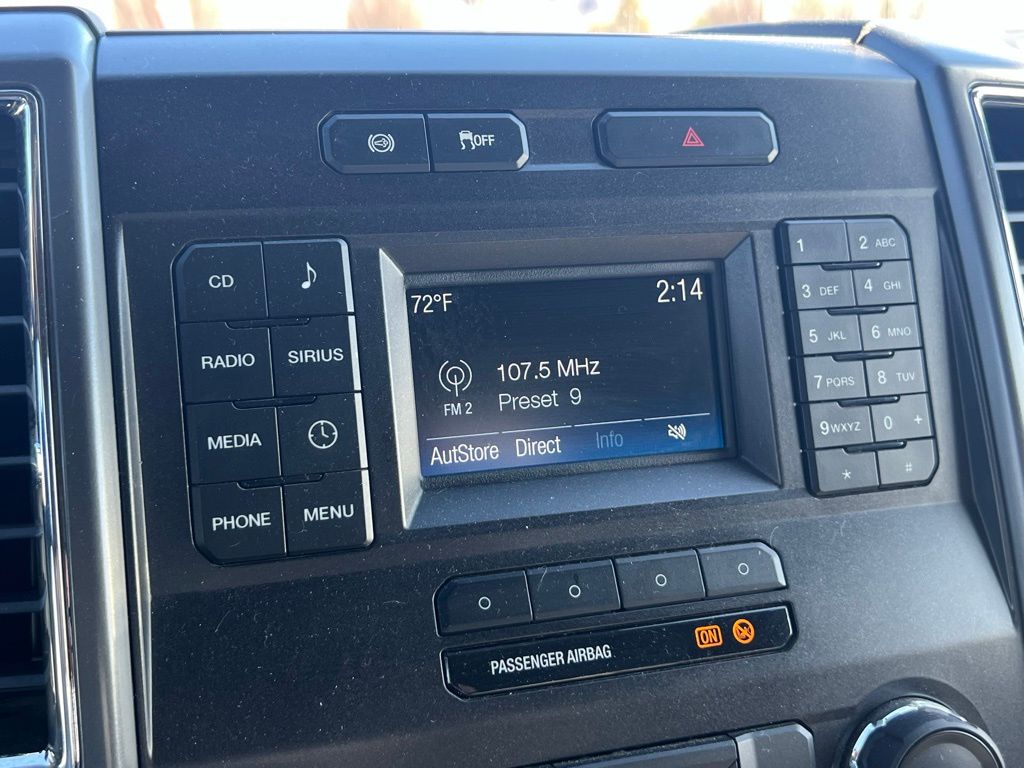 OFF
CD
RADIO SIRIUS
MEDIA
PHONE MENU
72°F 2:14
107.5 MHz
FM 2 Preset 9
AutStore Direct Info
1 2 ABC
3 DEF 4 GHI
5 JKL 6 MNO
7 PQRS 8 TUV
9 WXYZ 0 +
* #
PASSENGER AIRBAG ON